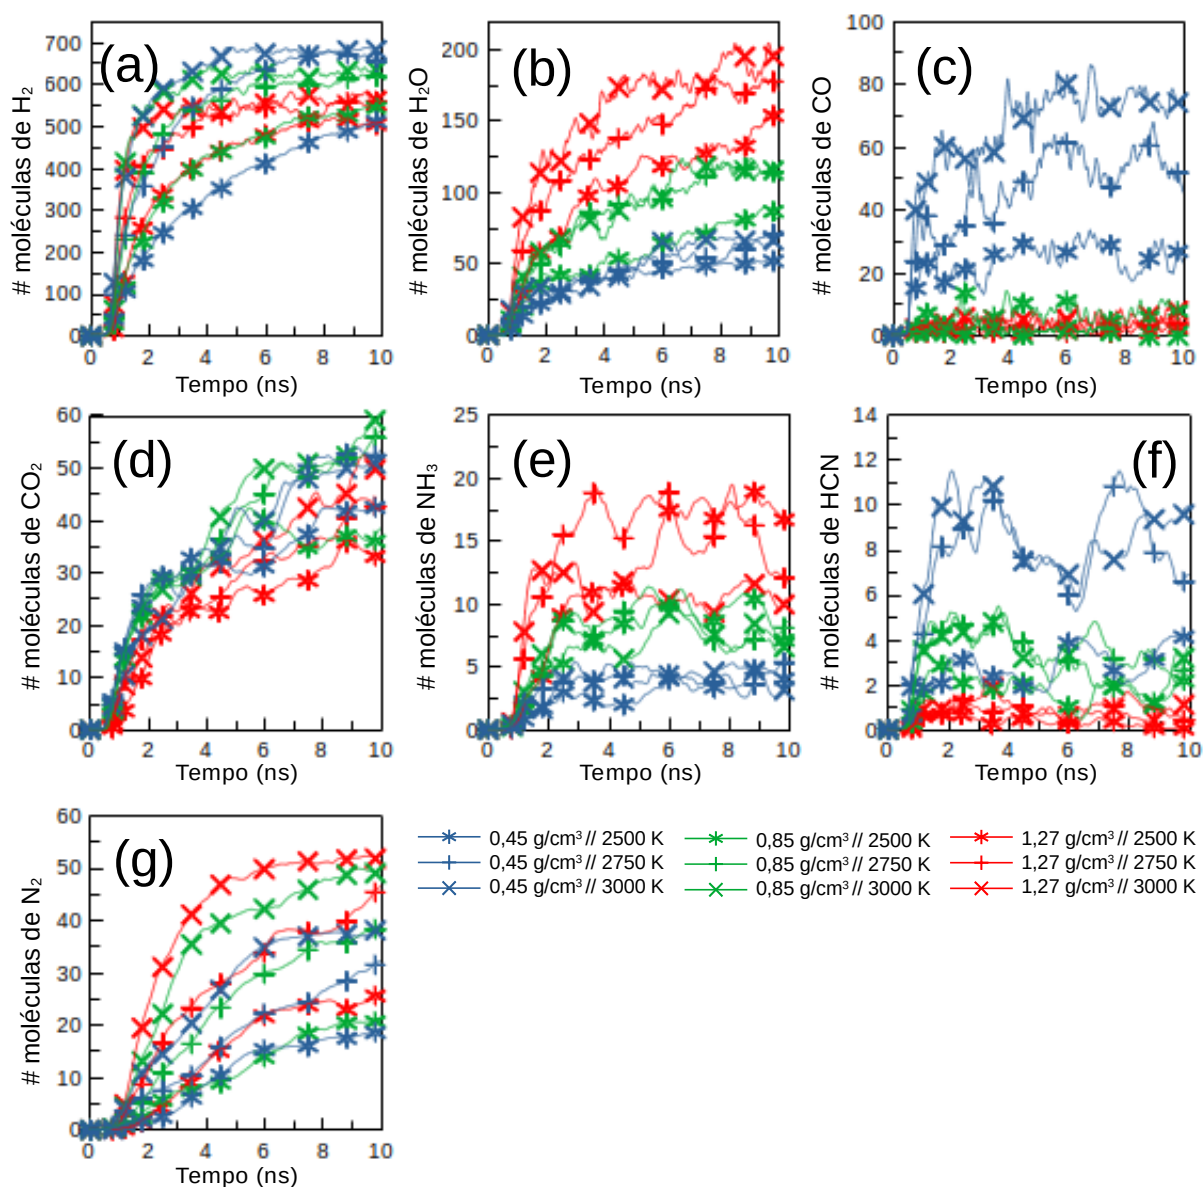 (a)
# moléculas de H₂
700
600
500
400
300
200
100
0
0 2 4 6 8 10
Tempo (ns)
(b)
# moléculas de H₂O
200
150
100
50
0
0 2 4 6 8 10
Tempo (ns)
(c)
# moléculas de CO
100
80
60
40
20
0
0 2 4 6 8 10
Tempo (ns)
(d)
# moléculas de CO₂
60
50
40
30
20
10
0
0 2 4 6 8 10
Tempo (ns)
(e)
# moléculas de NH₃
25
20
15
10
5
0
0 2 4 6 8 10
Tempo (ns)
(f)
# moléculas de HCN
14
12
10
8
6
4
2
0
0 2 4 6 8 10
Tempo (ns)
(g)
# moléculas de N₂
60
50
40
30
20
10
0
0 2 4 6 8 10
Tempo (ns)
0,45 g/cm³ // 2500 K
0,45 g/cm³ // 2750 K
0,45 g/cm³ // 3000 K
0,85 g/cm³ // 2500 K
0,85 g/cm³ // 2750 K
0,85 g/cm³ // 3000 K
1,27 g/cm³ // 2500 K
1,27 g/cm³ // 2750 K
1,27 g/cm³ // 3000 K